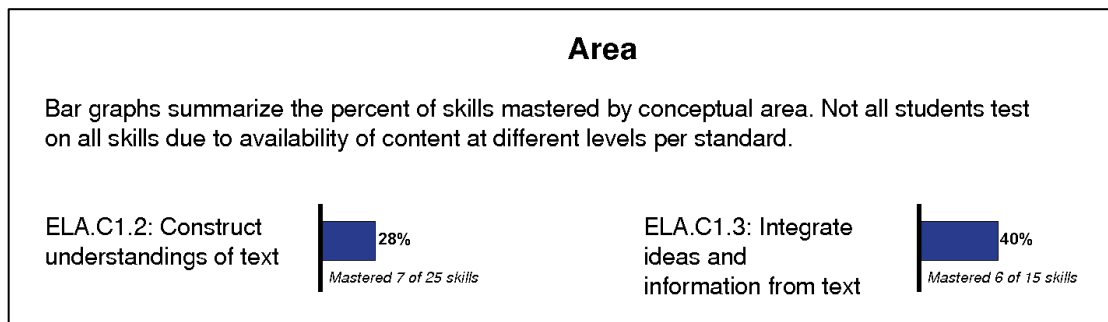 Area
Bar graphs summarize the percent of skills mastered by conceptual area. Not all students test
on all skills due to availability of content at different levels per standard.
ELA.C1.2: Construct
understandings of text
28%
Mastered 7 of 25 skills
ELA.C1.3: Integrate
ideas and
information from text
40%
Mastered 6 of 15 skills